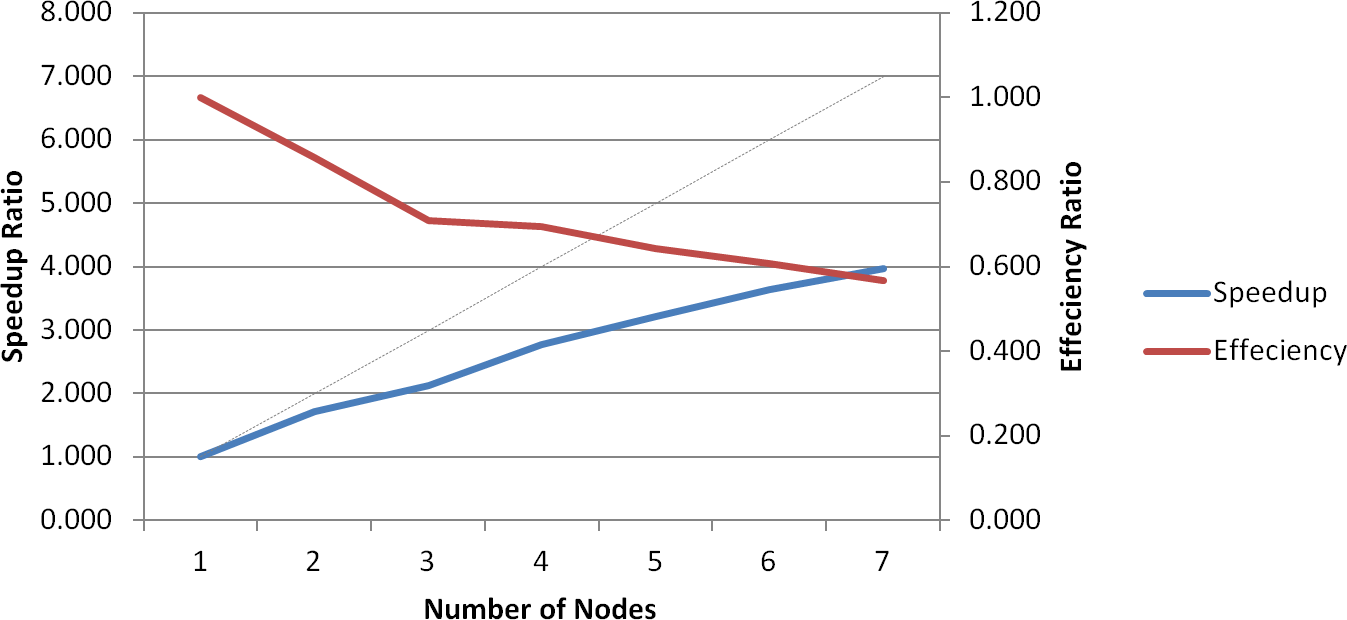 8.000
7.000
6.000
5.000
4.000
3.000
2.000
1.000
0.000
Speedup Ratio
1.200
1.000
0.800
0.600
0.400
0.200
0.000
Effeciency Ratio
1 2 3 4 5 6 7
Number of Nodes
Speedup
Effeciency